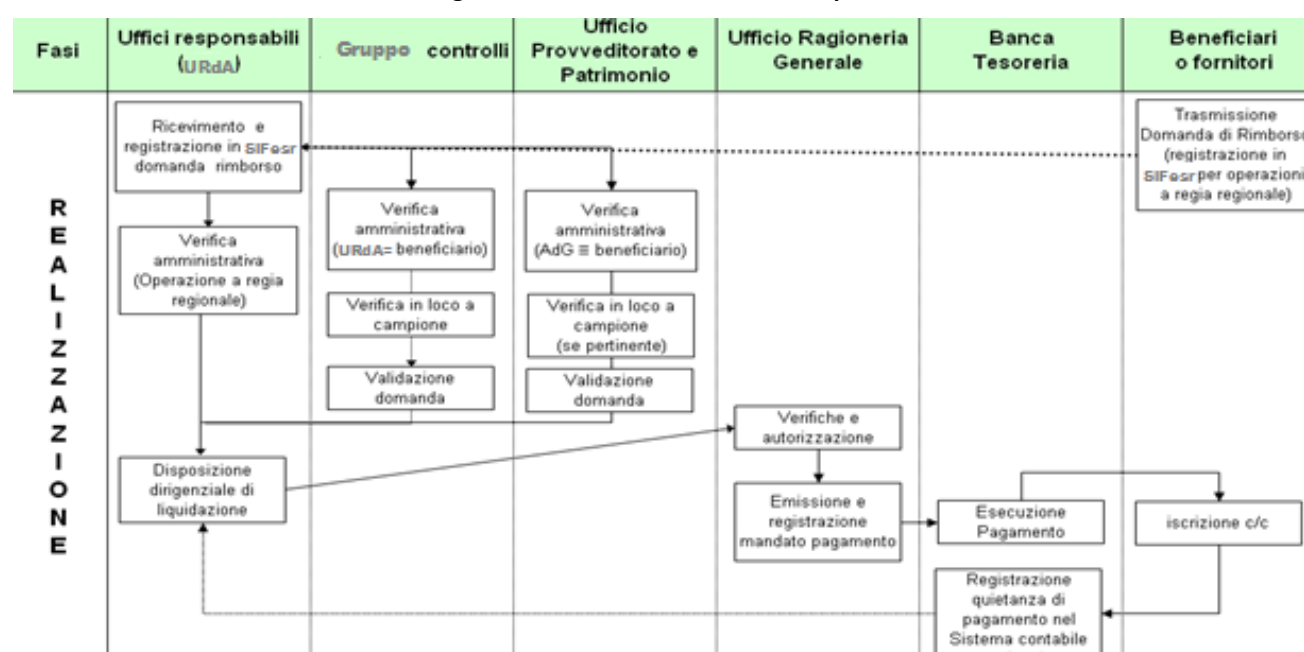 Fasi
Uffici responsabili
(URdA)
Gruppo controlli
Ufficio
Provveditorato e
Patrimonio
Ufficio Ragioneria
Generale
Banca
Tesoreria
Beneficiari
o fornitori
REALIZZAZIONE
Ricevimento e
registrazione in SIFesr
domanda rimborso
Trasmissione
Domanda di Rimborso
(registrazione in
SIFesr per operazioni
a regia regionale)
Verifica
amministrativa
(Operazione a regia
regionale)
Verifica
amministrativa
(URdA= beneficiario)
Verifica
amministrativa
(AdG ≡ beneficiario)
Verifica in loco a
campione
Verifica in loco a
campione
(se pertinente)
Validazione
domanda
Validazione
domanda
Verifiche e
autorizzazione
Disposizione
dirigenziale di
liquidazione
Emissione e
registrazione
mandato pagamento
Esecuzione
Pagamento
iscrizione c/c
Registrazione
quietanza di
pagamento nel
Sistema contabile